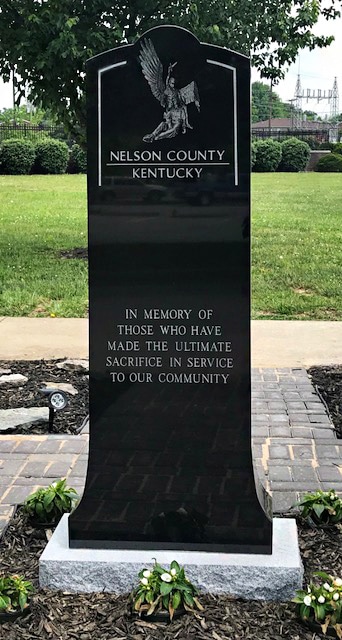 NELSON COUNTY
KENTUCKY
IN MEMORY OF
THOSE WHO HAVE
MADE THE ULTIMATE
SACRIFICE IN SERVICE
TO OUR COMMUNITY